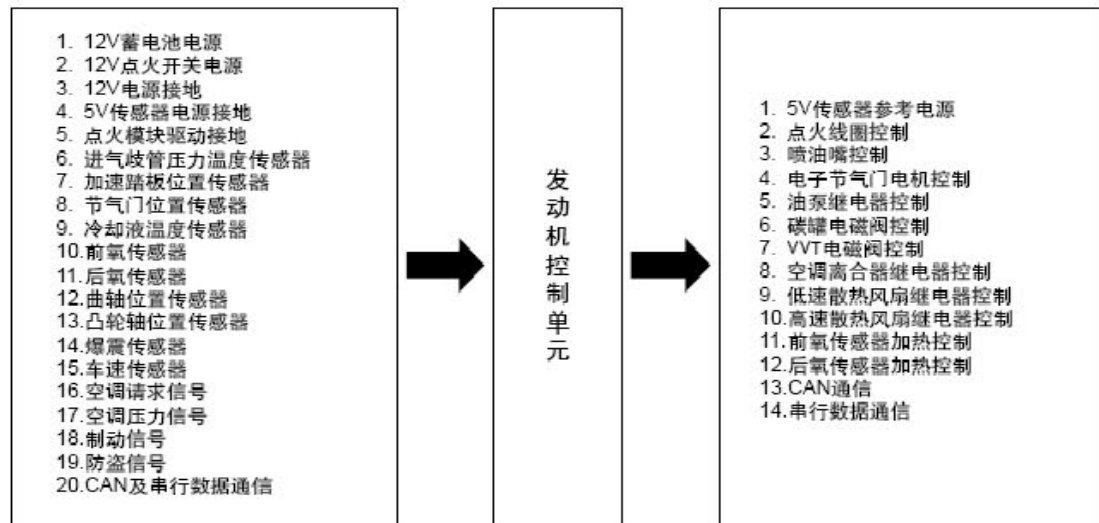 1. 12V蓄电池电源
2. 12V点火开关电源
3. 12V电源接地
4. 5V传感器电源接地
5. 点火模块驱动接地
6. 进气歧管压力温度传感器
7. 加速踏板位置传感器
8. 节气门位置传感器
9. 冷却液温度传感器
10.前氧传感器
11.后氧传感器
12.曲轴位置传感器
13.凸轮轴位置传感器
14.爆震传感器
15.车速传感器
16.空调请求信号
17.空调压力信号
18.制动信号
19.防盗信号
20.CAN及串行数据通信
发动机控制单元
1. 5V传感器参考电源
2. 点火线圈控制
3. 喷油嘴控制
4. 电子节气门电机控制
5. 油泵继电器控制
6. 碳罐电磁阀控制
7. VVT电磁阀控制
8. 空调离合器继电器控制
9. 低速散热风扇继电器控制
10.高速散热风扇继电器控制
11.前氧传感器加热控制
12.后氧传感器加热控制
13.CAN通信
14.串行数据通信